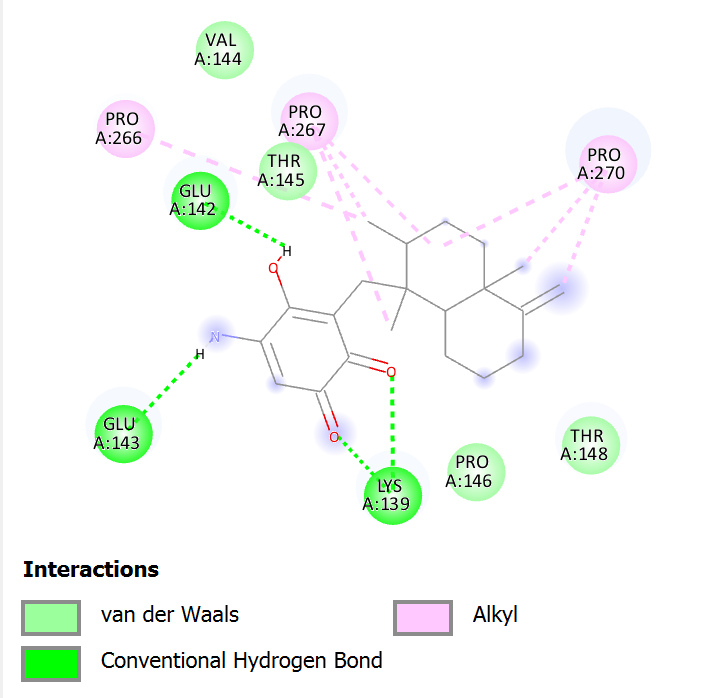 VAL
A:144
PRO
A:266
PRO
A:267
THR
A:145
PRO
A:270
GLU
A:142
H
O
N
H
O
O
GLU
A:143
LYS
A:139
PRO
A:146
THR
A:148
Interactions
van der Waals
Alkyl
Conventional Hydrogen Bond